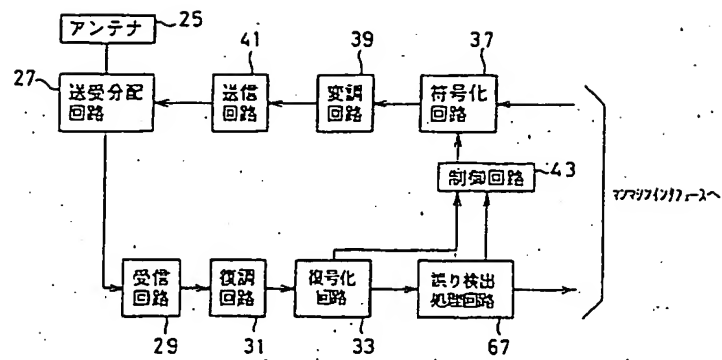 アンテナ
25
27
送受分配
回路
41
送信
回路
39
変調
回路
37
符号化
回路
制御回路
43
マンマシンインタフェースへ
受信
回路
29
復調
回路
31
復号化
回路
33
誤り検出
処理回路
67